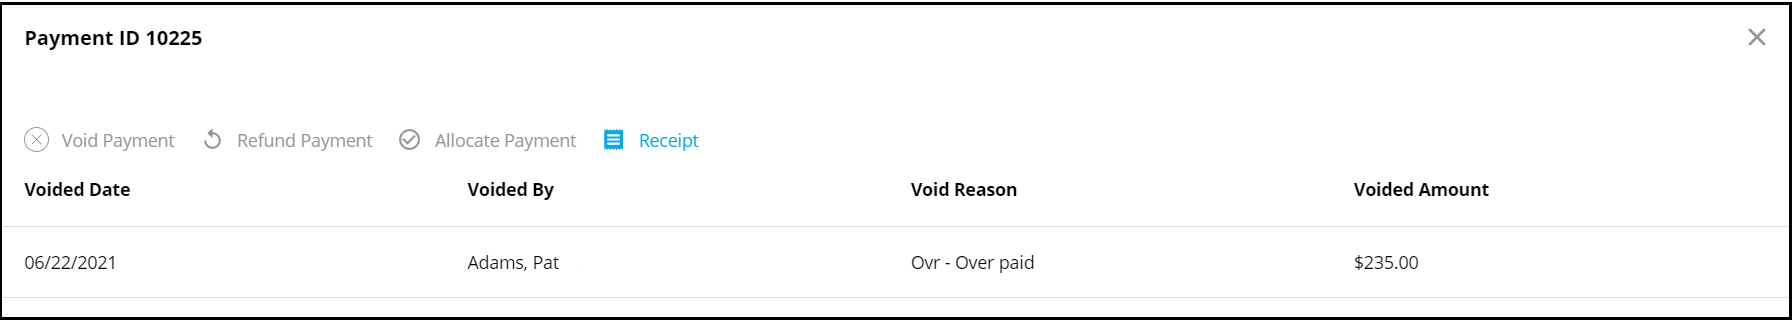 Payment ID 10225
Void Payment Refund Payment Allocate Payment Receipt
Voided Date Voided By Void Reason Voided Amount
06/22/2021 Adams, Pat Ovr - Over paid $235.00